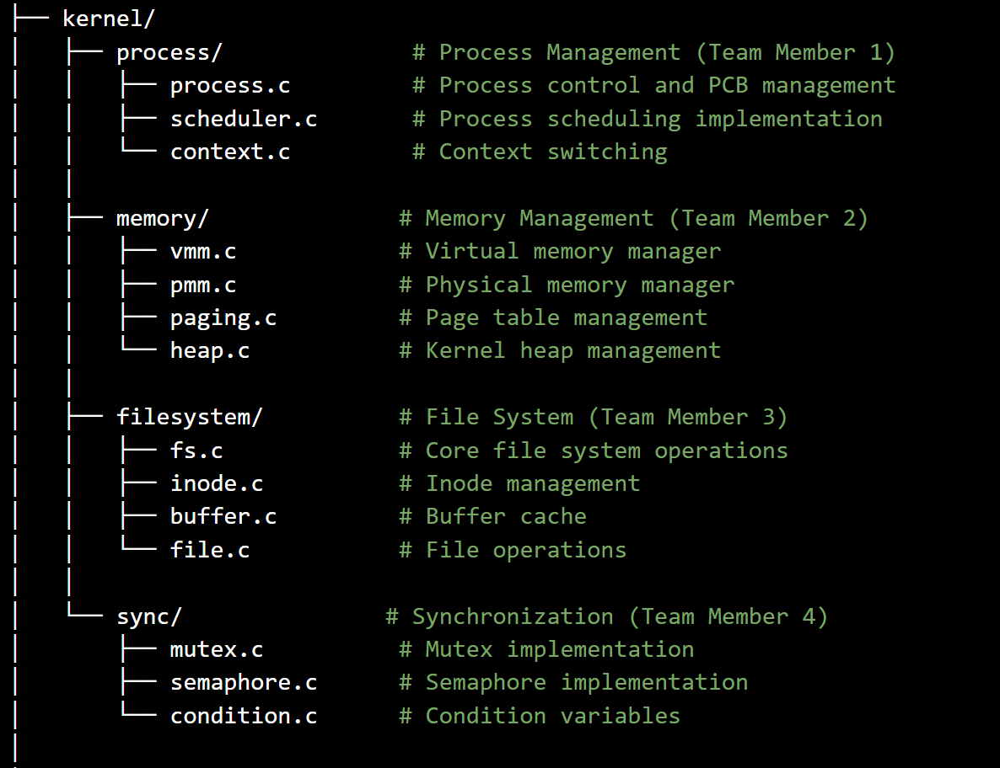 ├── kernel/
│   ├── process/              # Process Management (Team Member 1)
│   │   ├── process.c         # Process control and PCB management
│   │   ├── scheduler.c       # Process scheduling implementation
│   │   └── context.c         # Context switching
│   │
│   ├── memory/              # Memory Management (Team Member 2)
│   │   ├── vmm.c            # Virtual memory manager
│   │   ├── pmm.c            # Physical memory manager
│   │   ├── paging.c         # Page table management
│   │   └── heap.c           # Kernel heap management
│   │
│   ├── filesystem/          # File System (Team Member 3)
│   │   ├── fs.c             # Core file system operations
│   │   ├── inode.c          # Inode management
│   │   ├── buffer.c         # Buffer cache
│   │   └── file.c           # File operations
│   │
│   └── sync/               # Synchronization (Team Member 4)
│       ├── mutex.c          # Mutex implementation
│       ├── semaphore.c      # Semaphore implementation
│       └── condition.c      # Condition variables
│